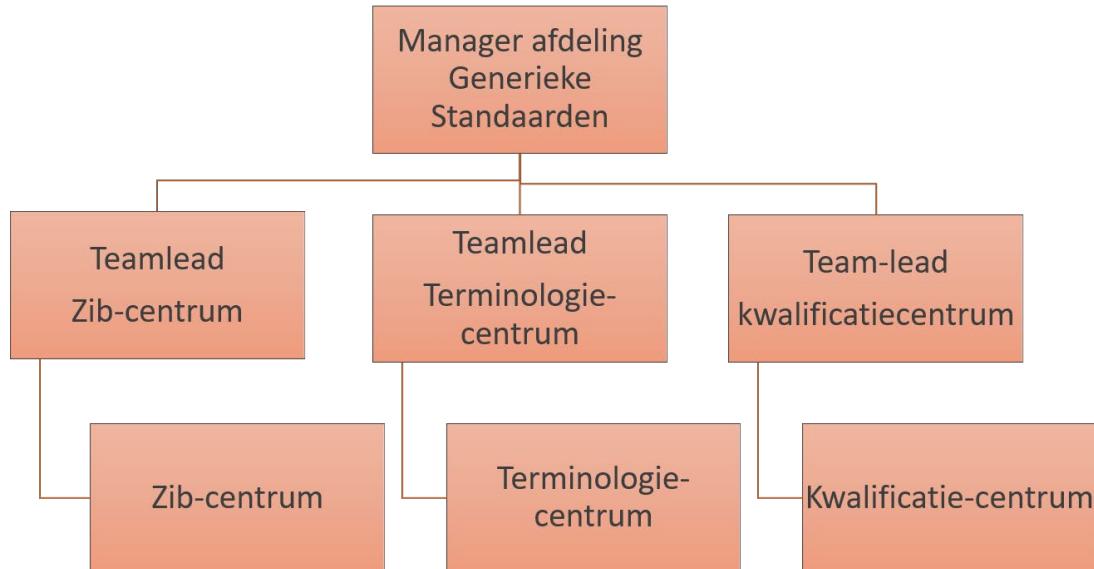 Manager afdeling
Generieke
Standaarden
Teamlead
Zib-centrum
Teamlead
Terminologie-
centrum
Team-lead
kwalificatiecentrum
Zib-centrum
Terminologie-
centrum
Kwalificatie-centrum